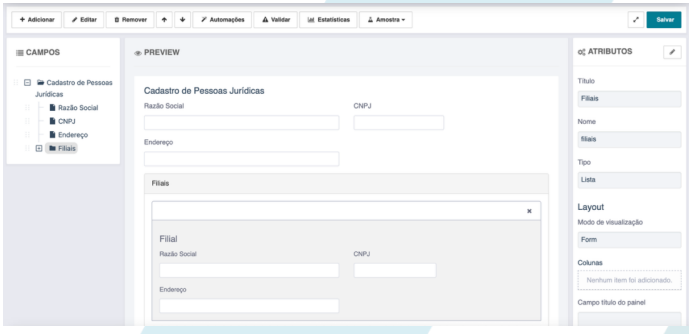 + Adicionar
Editar
Remover
Automações
Validar
Estatísticas
Amostra
Salvar
CAMPOS
Cadastro de Pessoas
Jurídicas
Razão Social
CNPJ
Endereço
Filiais
PREVIEW
Cadastro de Pessoas Jurídicas
Razão Social CNPJ
Endereço
Filiais
Filial
Razão Social CNPJ
Endereço
ATRIBUTOS
Título
Filiais
Nome
filiais
Tipo
Lista
Layout
Modo de visualização
Form
Colunas
Nenhum item foi adicionado.
Campo título do painel